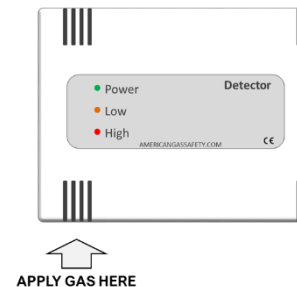 Power
Detector
Low
High
AMERICANGASSAFETY.COM
CE
APPLY GAS HERE